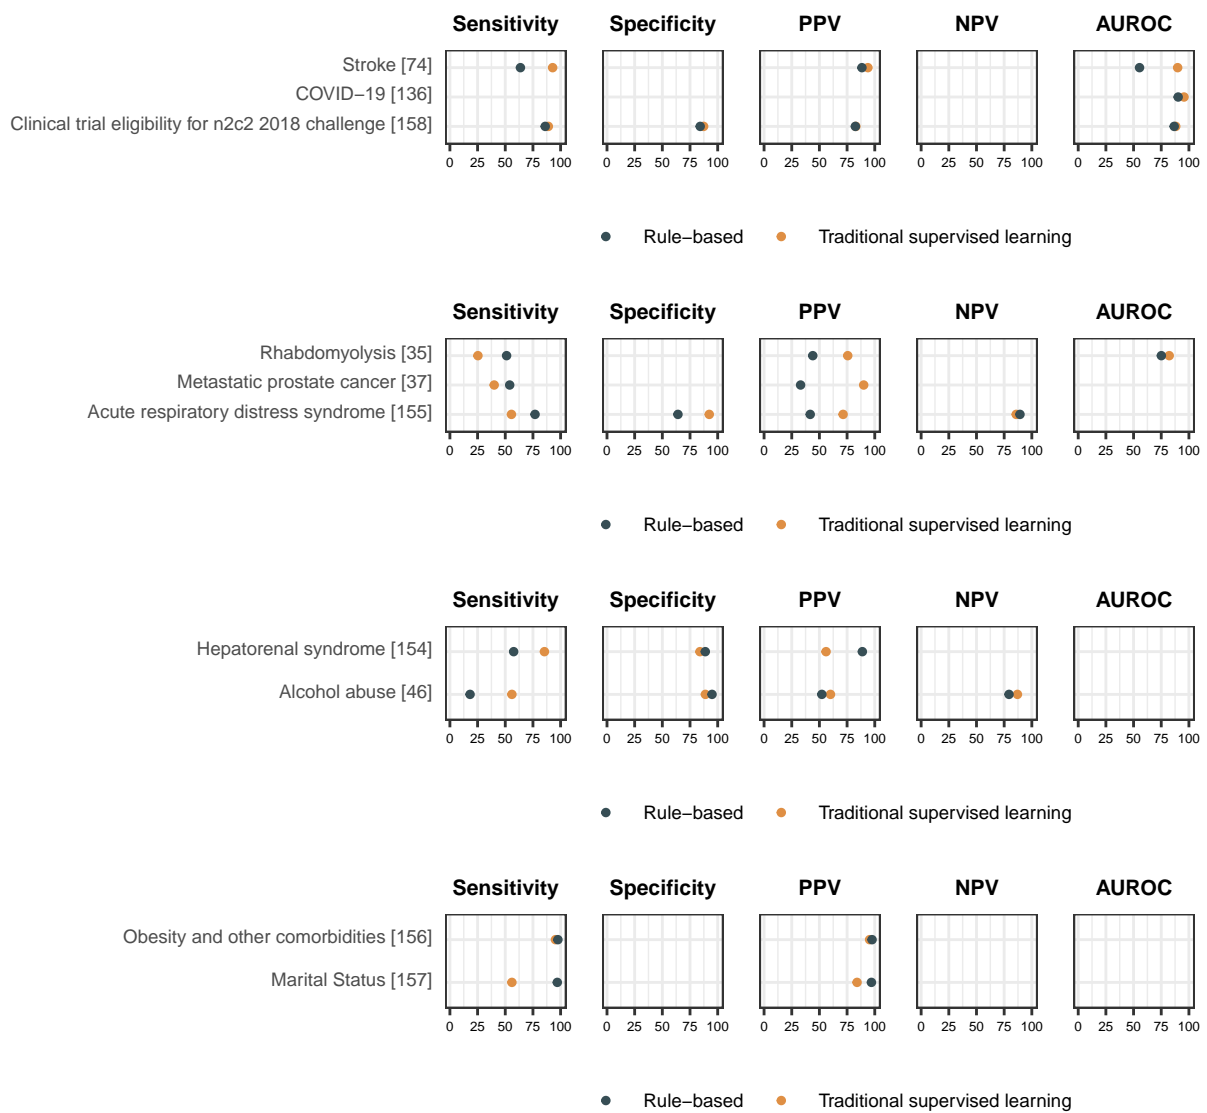 Sensitivity Specificity PPV NPV AUROC
Stroke [74]
COVID−19 [136]
Clinical trial eligibility for n2c2 2018 challenge [158]
0 25 50 75 100 0 25 50 75 100 0 25 50 75 100 0 25 50 75 100 0 25 50 75 100
Rule−based Traditional supervised learning
Sensitivity Specificity PPV NPV AUROC
Rhabdomyolysis [35]
Metastatic prostate cancer [37]
Acute respiratory distress syndrome [155]
0 25 50 75 100 0 25 50 75 100 0 25 50 75 100 0 25 50 75 100 0 25 50 75 100
Rule−based Traditional supervised learning
Sensitivity Specificity PPV NPV AUROC
Hepatorenal syndrome [154]
Alcohol abuse [46]
0 25 50 75 100 0 25 50 75 100 0 25 50 75 100 0 25 50 75 100 0 25 50 75 100
Rule−based Traditional supervised learning
Sensitivity Specificity PPV NPV AUROC
Obesity and other comorbidities [156]
Marital Status [157]
0 25 50 75 100 0 25 50 75 100 0 25 50 75 100 0 25 50 75 100 0 25 50 75 100
Rule−based Traditional supervised learning